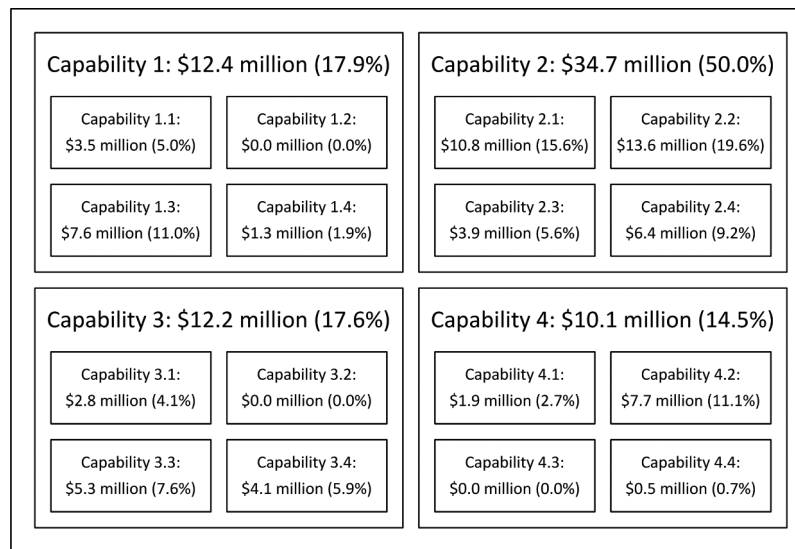 Capability 1: $12.4 million (17.9%)
Capability 1.1:
$3.5 million (5.0%)
Capability 1.2:
$0.0 million (0.0%)
Capability 1.3:
$7.6 million (11.0%)
Capability 1.4:
$1.3 million (1.9%)
Capability 2: $34.7 million (50.0%)
Capability 2.1:
$10.8 million (15.6%)
Capability 2.2:
$13.6 million (19.6%)
Capability 2.3:
$3.9 million (5.6%)
Capability 2.4:
$6.4 million (9.2%)
Capability 3: $12.2 million (17.6%)
Capability 3.1:
$2.8 million (4.1%)
Capability 3.2:
$0.0 million (0.0%)
Capability 3.3:
$5.3 million (7.6%)
Capability 3.4:
$4.1 million (5.9%)
Capability 4: $10.1 million (14.5%)
Capability 4.1:
$1.9 million (2.7%)
Capability 4.2:
$7.7 million (11.1%)
Capability 4.3:
$0.0 million (0.0%)
Capability 4.4:
$0.5 million (0.7%)